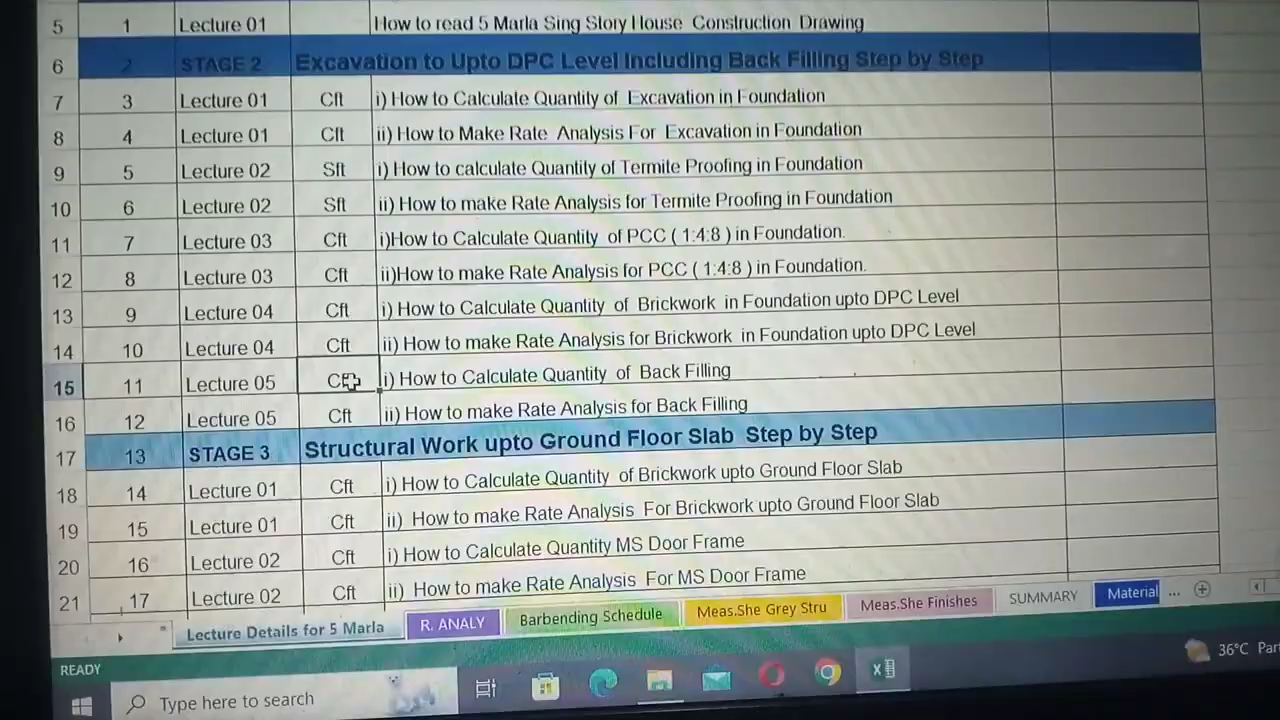 5 1 Lecture 01 How to read 5 Marla Sing Story House Construction Drawing
6 2 STAGE 2 Excavation to Upto DPC Level Including Back Filling Step by Step
7 3 Lecture 01 Cft i) How to Calculate Quantity of Excavation in Foundation
8 4 Lecture 01 Cft ii) How to Make Rate Analysis For Excavation in Foundation
9 5 Lecture 02 Sft i) How to calculate Quantity of Termite Proofing in Foundation
10 6 Lecture 02 Sft ii) How to make Rate Analysis for Termite Proofing in Foundation
11 7 Lecture 03 Cft i)How to Calculate Quantity of PCC ( 1:4:8 ) in Foundation.
12 8 Lecture 03 Cft ii)How to make Rate Analysis for PCC ( 1:4:8 ) in Foundation.
13 9 Lecture 04 Cft i) How to Calculate Quantity of Brickwork in Foundation upto DPC Level
14 10 Lecture 04 Cft ii) How to make Rate Analysis for Brickwork in Foundation upto DPC Level
15 11 Lecture 05 i) How to Calculate Quantity of Back Filling
16 12 Lecture 05 Cft ii) How to make Rate Analysis for Back Filling
17 13 STAGE 3 Structural Work upto Ground Floor Slab Step by Step
18 14 Lecture 01 Cft i) How to Calculate Quantity of Brickwork upto Ground Floor Slab
19 15 Lecture 01 Cft ii) How to make Rate Analysis For Brickwork upto Ground Floor Slab
20 16 Lecture 02 Cft i) How to Calculate Quantity MS Door Frame
21 17 Lecture 02 Cft ii) How to make Rate Analysis For MS Door Frame
Lecture Details for 5 Marla R. ANALY Barbending Schedule Meas.She Grey Stru Meas.She Finishes SUMMARY Material ...
READY
Type here to search 36°C